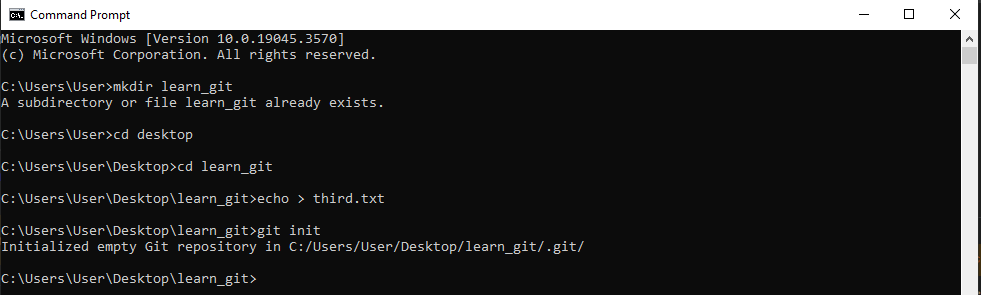 Command Prompt
Microsoft Windows [Version 10.0.19045.3570]
(c) Microsoft Corporation. All rights reserved.
C:\Users\User>mkdir learn_git
A subdirectory or file learn_git already exists.
C:\Users\User>cd desktop
C:\Users\User\Desktop>cd learn_git
C:\Users\User\Desktop\learn_git>echo > third.txt
C:\Users\User\Desktop\learn_git>git init
Initialized empty Git repository in C:/Users/User/Desktop/learn_git/.git/
C:\Users\User\Desktop\learn_git>